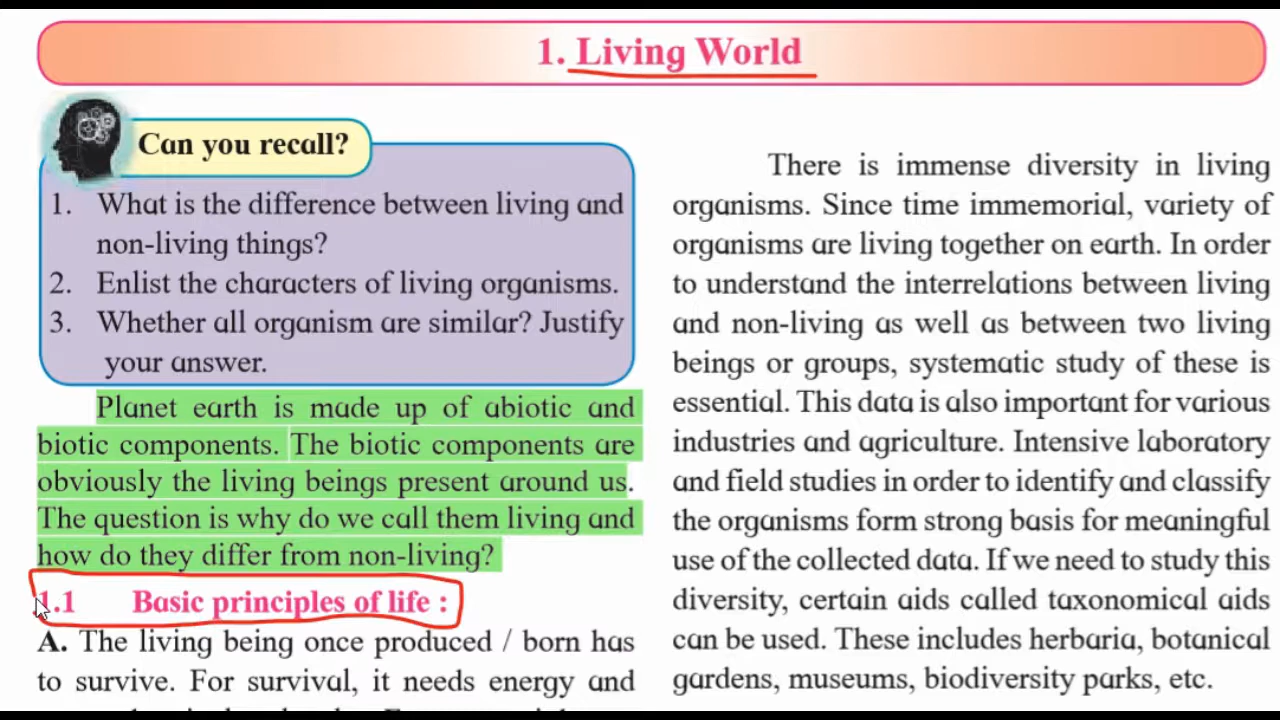 1. Living World
Can you recall?
1. What is the difference between living and
non-living things?
2. Enlist the characters of living organisms.
3. Whether all organism are similar? Justify
your answer.
Planet earth is made up of abiotic and
biotic components. The biotic components are
obviously the living beings present around us.
The question is why do we call them living and
how do they differ from non-living?
1.1 Basic principles of life :
A. The living being once produced / born has
to survive. For survival, it needs energy and
There is immense diversity in living
organisms. Since time immemorial, variety of
organisms are living together on earth. In order
to understand the interrelations between living
and non-living as well as between two living
beings or groups, systematic study of these is
essential. This data is also important for various
industries and agriculture. Intensive laboratory
and field studies in order to identify and classify
the organisms form strong basis for meaningful
use of the collected data. If we need to study this
diversity, certain aids called taxonomical aids
can be used. These includes herbaria, botanical
gardens, museums, biodiversity parks, etc.